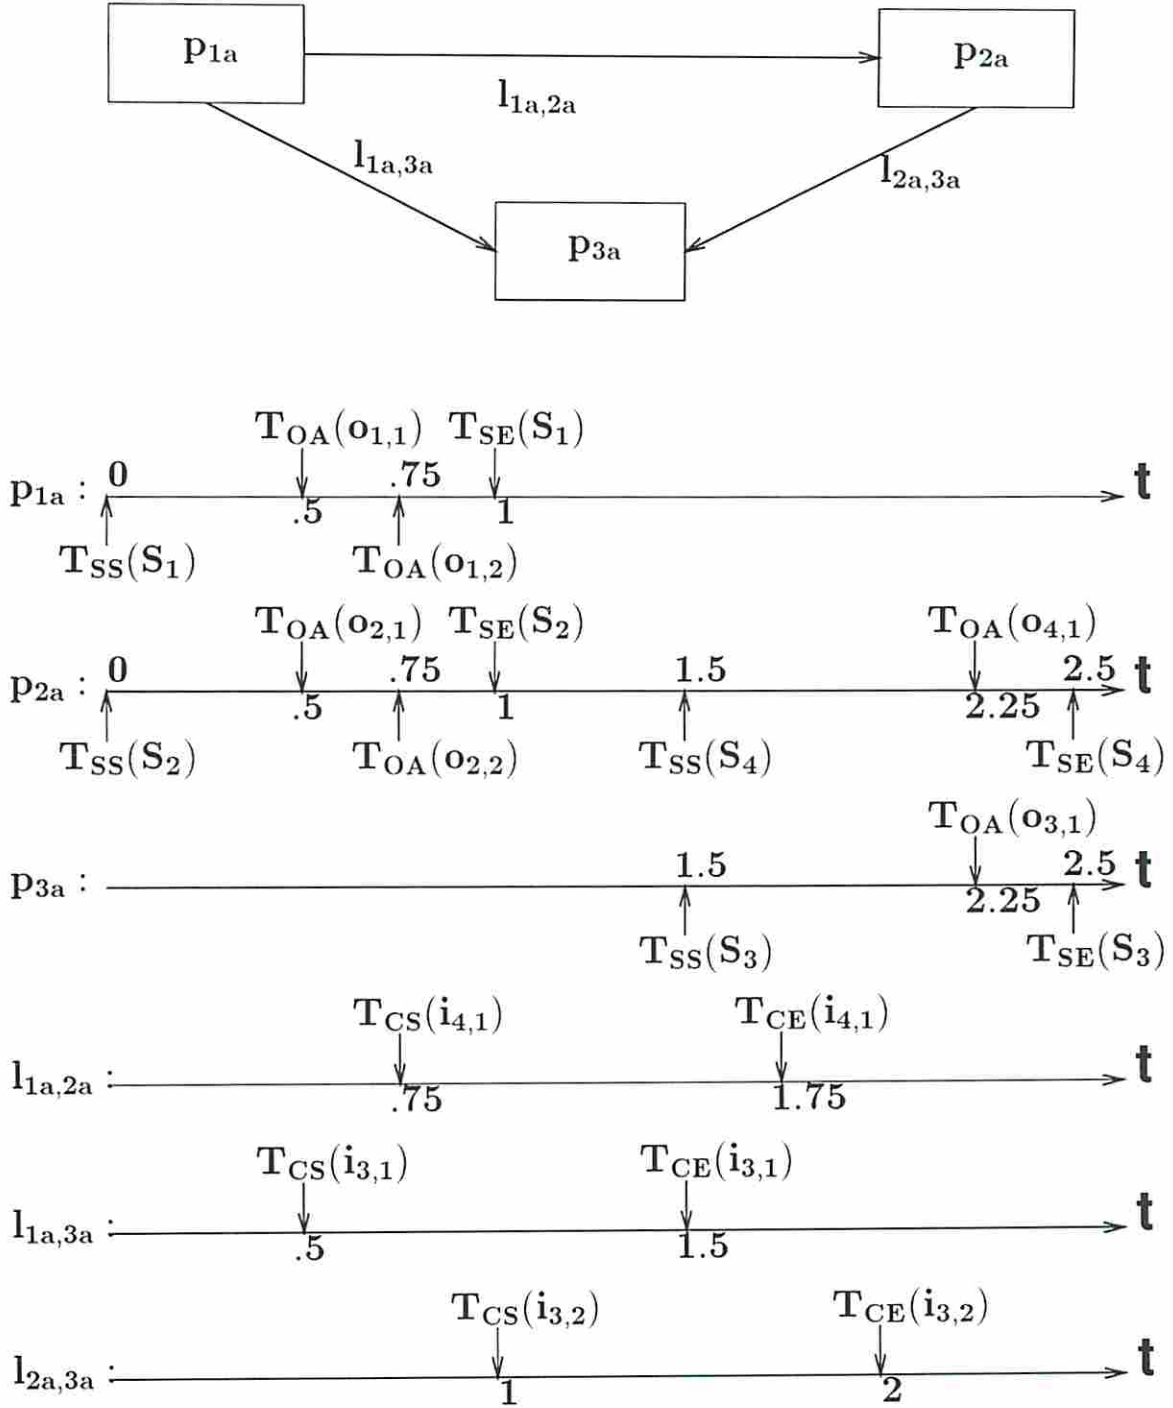 p1a p2a
l1a,2a
l1a,3a l2a,3a
p3a
TOA(o1,1) TSE(S1)
p1a : 0 .75 t
.5 1
TSS(S1) TOA(o1,2)
TOA(o2,1) TSE(S2) TOA(o4,1)
p2a : 0 .75 1.5 2.5 t
.5 1 2.25
TSS(S2) TOA(o2,2) TSS(S4) TSE(S4)
TOA(o3,1)
p3a : 1.5 2.5 t
2.25
TSS(S3) TSE(S3)
TCS(i4,1) TCE(i4,1)
l1a,2a : t
.75 1.75
TCS(i3,1) TCE(i3,1)
l1a,3a : t
.5 1.5
TCS(i3,2) TCE(i3,2)
l2a,3a : t
1 2